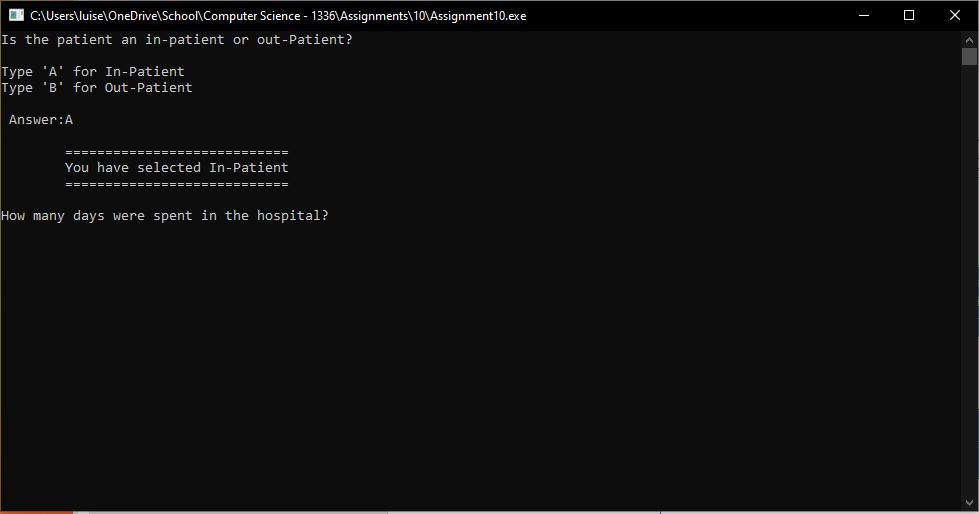 C:\Users\luise\OneDrive\School\Computer Science - 1336\Assignments\10\Assignment10.exe
Is the patient an in-patient or out-Patient?
Type 'A' for In-Patient
Type 'B' for Out-Patient
Answer:A
============================
You have selected In-Patient
============================
How many days were spent in the hospital?